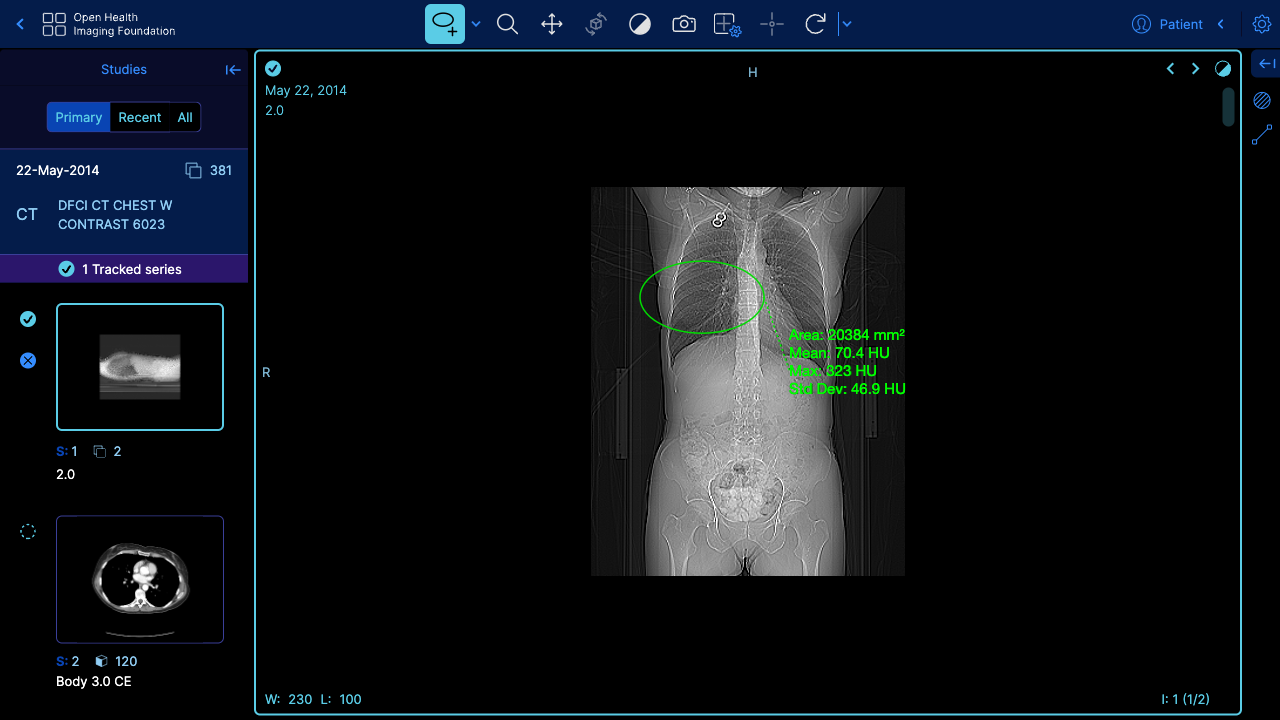 Open Health
Imaging Foundation
Patient
Studies
Primary Recent All
22-May-2014 381
CT DFCI CT CHEST W
CONTRAST 6023
1 Tracked series
S: 1 2
2.0
S: 2 120
Body 3.0 CE
H
May 22, 2014
2.0
R
Area: 20384 mm²
Mean: 70.4 HU
Max: 323 HU
Std Dev: 46.9 HU
W: 230 L: 100
I: 1 (1/2)